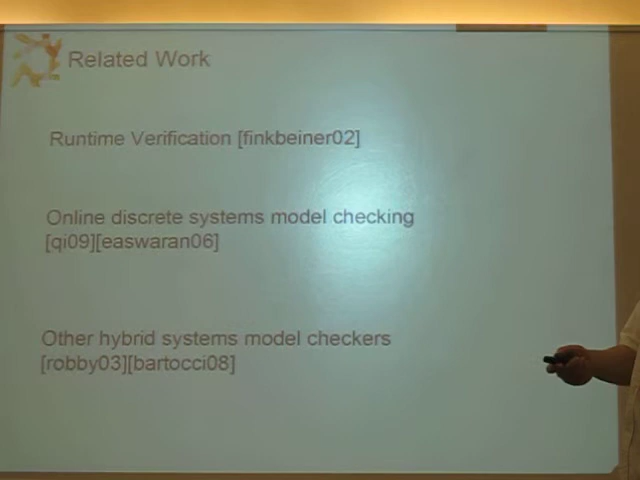 Related Work
Runtime Verification [finkbeiner02]
Online discrete systems model checking
[qi09][easwaran06]
Other hybrid systems model checkers
[robby03][bartocci08]